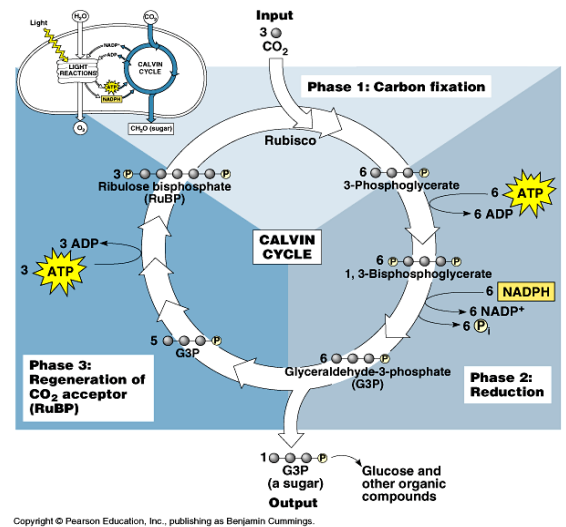 Light
H₂O
CO₂
NADP⁺
ADP
LIGHT
REACTIONS
CALVIN
CYCLE
ATP
NADPH
O₂
CH₂O (sugar)
Input
3
CO₂
Phase 1: Carbon fixation
Rubisco
3 P P
Ribulose bisphosphate
(RuBP)
6 P
3-Phosphoglycerate
6 ATP
6 ADP
CALVIN
CYCLE
3 ADP
3 ATP
6 P P
1, 3-Bisphosphoglycerate
6 NADPH
6 NADP+
6 Pi
5 P
G3P
6 P
Glyceraldehyde-3-phosphate
(G3P)
Phase 3:
Regeneration of
CO₂ acceptor
(RuBP)
Phase 2:
Reduction
1 P
G3P
(a sugar)
Output
Glucose and
other organic
compounds
Copyright © Pearson Education, Inc., publishing as Benjamin Cummings.